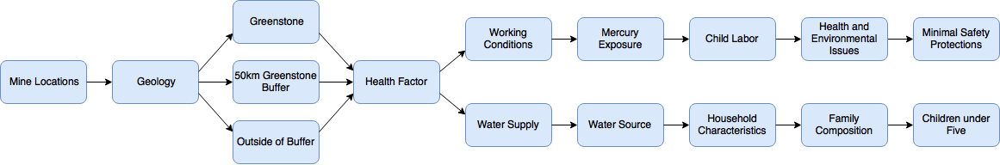 Mine Locations
Geology
Greenstone
50km Greenstone
Buffer
Outside of Buffer
Health Factor
Working
Conditions
Mercury
Exposure
Child Labor
Health and
Environmental
Issues
Minimal Safety
Protections
Water Supply
Water Source
Household
Characteristics
Family
Composition
Children under
Five